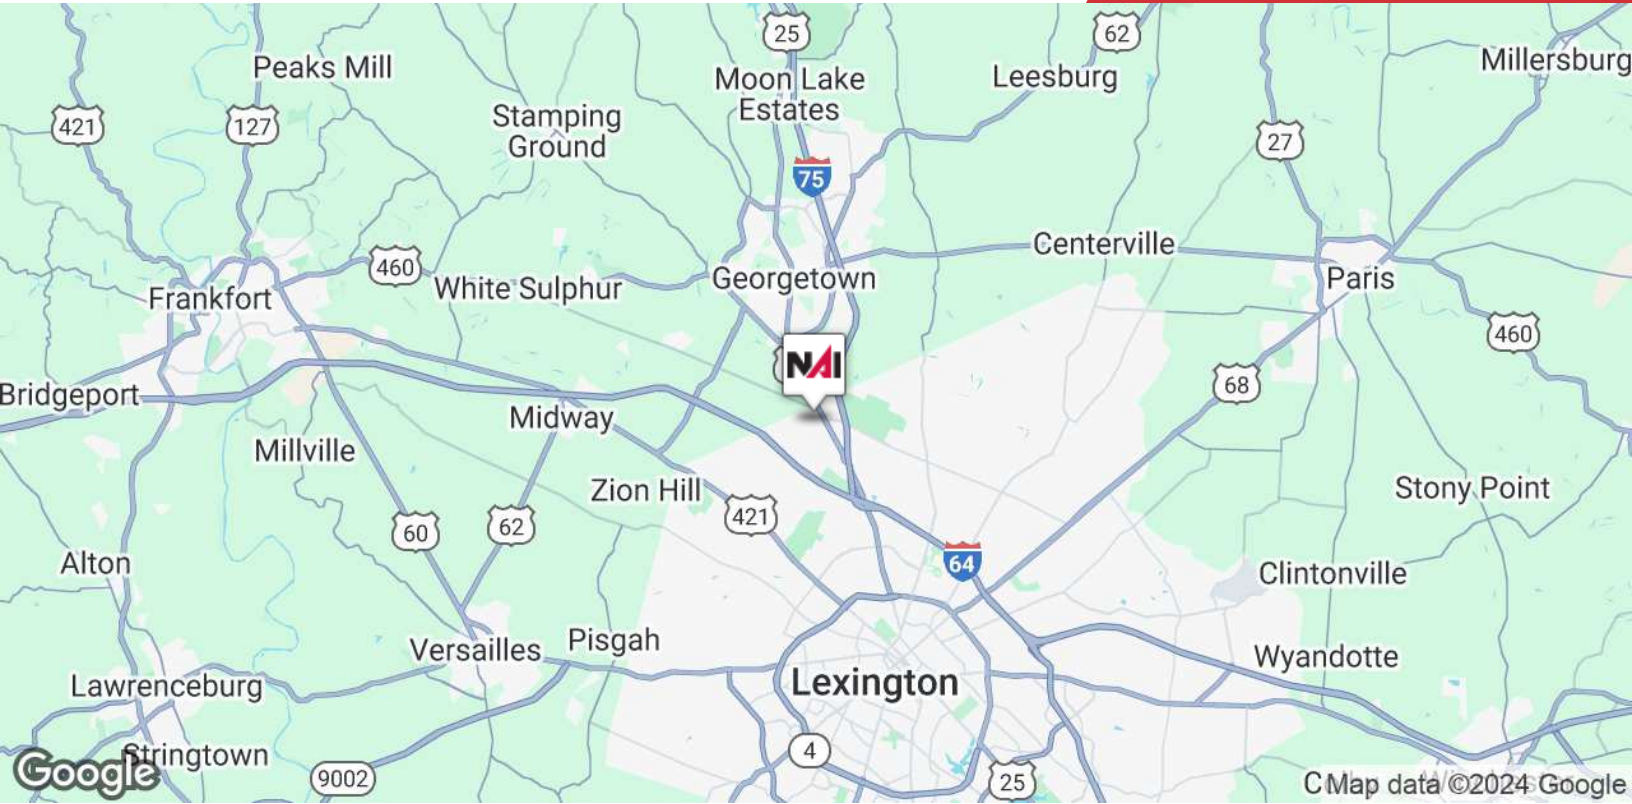 25
62
Peaks Mill
Millersburg
Moon Lake
Estates
Leesburg
Stamping
Ground
421
127
27
75
Centerville
460
Georgetown
Paris
White Sulphur
Frankfort
460
NAI
68
Bridgeport
Midway
Millville
Zion Hill
Stony Point
421
60
62
64
Alton
Clintonville
Pisgah
Versailles
Wyandotte
Lawrenceburg
Lexington
4
Stringtown
Google
9002
25
Map data ©2024 Google